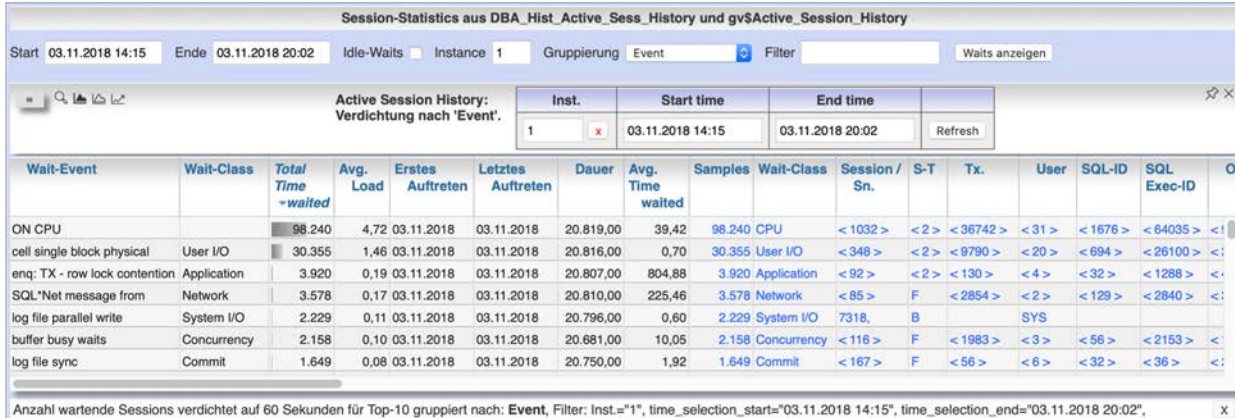 Session-Statistics aus DBA_Hist_Active_Sess_History und gv$Active_Session_History
Start 03.11.2018 14:15 Ende 03.11.2018 20:02 Idle-Waits Instance 1 Gruppierung Event Filter Waits anzeigen
Active Session History:
Verdichtung nach 'Event'.
Inst. Start time End time
1 x 03.11.2018 14:15 03.11.2018 20:02 Refresh
Wait-Event Wait-Class Total Time waited Avg. Load Erstes Auftreten Letztes Auftreten Dauer Avg. Time waited Samples Wait-Class Session / Sn. S-T Tx. User SQL-ID SQL Exec-ID O
ON CPU 98.240 4,72 03.11.2018 03.11.2018 20.819,00 39,42 98.240 CPU < 1032 > < 2 > < 36742 > < 31 > < 1676 > < 64035 >
cell single block physical User I/O 30.355 1,46 03.11.2018 03.11.2018 20.816,00 0,70 30.355 User I/O < 348 > < 2 > < 9790 > < 20 > < 694 > < 26100 >
enq: TX - row lock contention Application 3.920 0,19 03.11.2018 03.11.2018 20.807,00 804,88 3.920 Application < 92 > < 2 > < 130 > < 4 > < 32 > < 1288 >
SQL*Net message from Network 3.578 0,17 03.11.2018 03.11.2018 20.810,00 225,46 3.578 Network < 85 > F < 2854 > < 2 > < 129 > < 2840 >
log file parallel write System I/O 2.229 0,11 03.11.2018 03.11.2018 20.796,00 0,60 2.229 System I/O 7318, B SYS
buffer busy waits Concurrency 2.158 0,10 03.11.2018 03.11.2018 20.681,00 10,05 2.158 Concurrency < 116 > F < 1983 > < 3 > < 56 > < 2153 >
log file sync Commit 1.649 0,08 03.11.2018 03.11.2018 20.750,00 1,92 1.649 Commit < 167 > F < 56 > < 6 > < 32 > < 36 >
Anzahl wartende Sessions verdichtet auf 60 Sekunden für Top-10 gruppiert nach: Event, Filter: Inst.="1", time_selection_start="03.11.2018 14:15", time_selection_end="03.11.2018 20:02", x